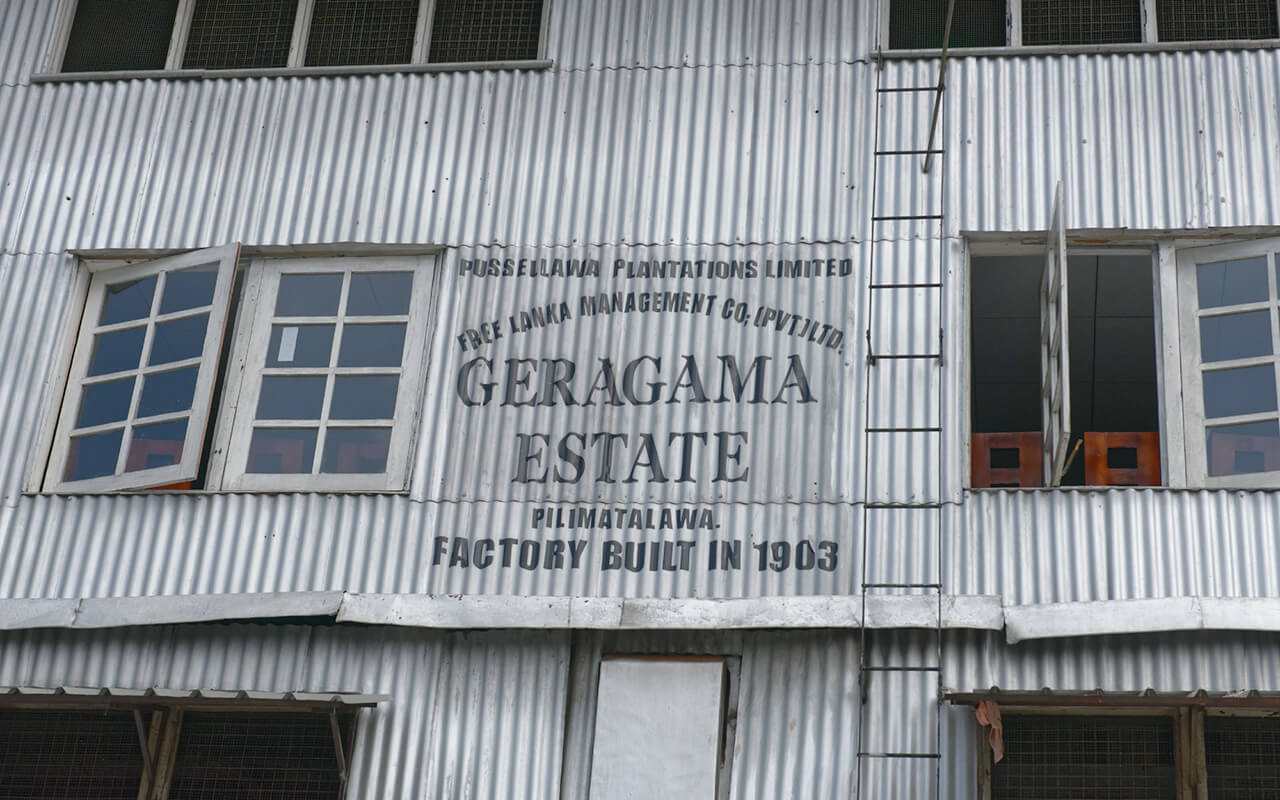 PUSSELLAWA PLANTATIONS LIMITED
FREE LANKA MANAGEMENT CO; (PVT) LTD.
GERAGAMA
ESTATE
PILIMATALAWA.
FACTORY BUILT IN 1903